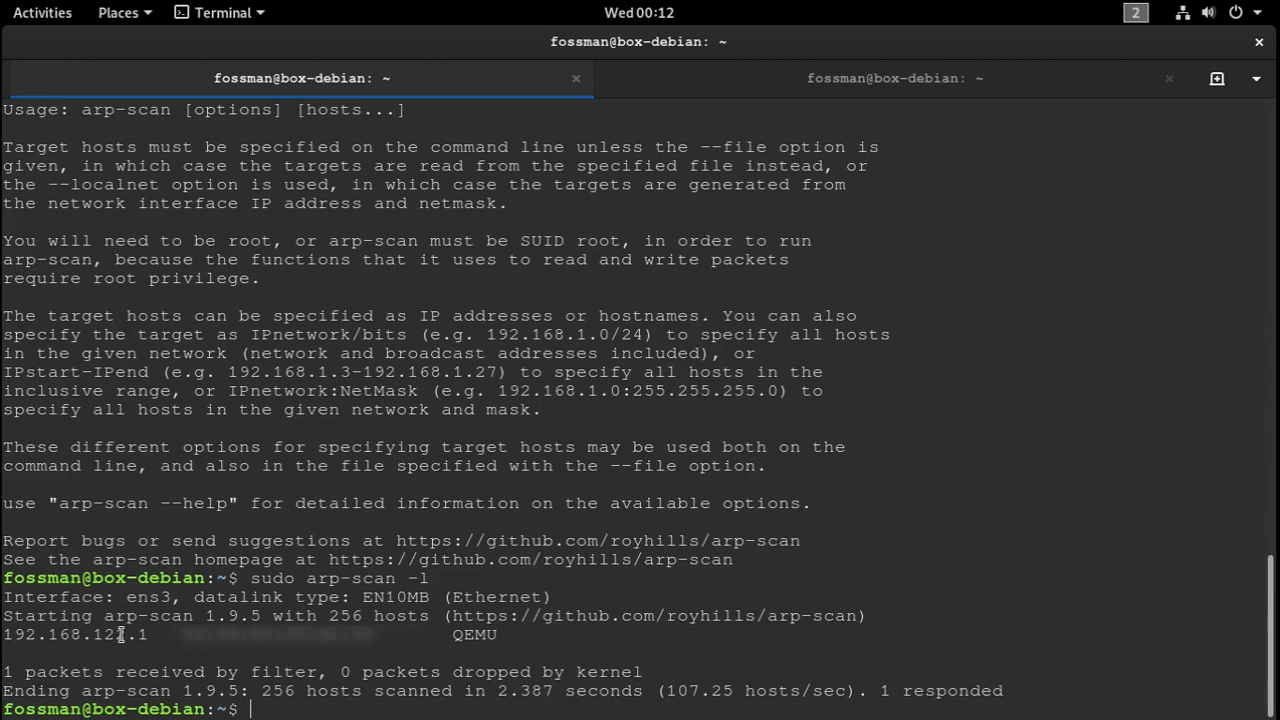 Activities Places Terminal Wed 00:12 2
fossman@box-debian: ~
fossman@box-debian: ~ fossman@box-debian: ~
Usage: arp-scan [options] [hosts...]
Target hosts must be specified on the command line unless the --file option is
given, in which case the targets are read from the specified file instead, or
the --localnet option is used, in which case the targets are generated from
the network interface IP address and netmask.
You will need to be root, or arp-scan must be SUID root, in order to run
arp-scan, because the functions that it uses to read and write packets
require root privilege.
The target hosts can be specified as IP addresses or hostnames. You can also
specify the target as IPnetwork/bits (e.g. 192.168.1.0/24) to specify all hosts
in the given network (network and broadcast addresses included), or
IPstart-IPend (e.g. 192.168.1.3-192.168.1.27) to specify all hosts in the
inclusive range, or IPnetwork:NetMask (e.g. 192.168.1.0:255.255.255.0) to
specify all hosts in the given network and mask.
These different options for specifying target hosts may be used both on the
command line, and also in the file specified with the --file option.
use "arp-scan --help" for detailed information on the available options.
Report bugs or send suggestions at https://github.com/royhills/arp-scan
See the arp-scan homepage at https://github.com/royhills/arp-scan
fossman@box-debian:~$ sudo arp-scan -l
Interface: ens3, datalink type: EN10MB (Ethernet)
Starting arp-scan 1.9.5 with 256 hosts (https://github.com/royhills/arp-scan)
QEMU
1 packets received by filter, 0 packets dropped by kernel
Ending arp-scan 1.9.5: 256 hosts scanned in 2.387 seconds (107.25 hosts/sec). 1 responded
fossman@box-debian:~$